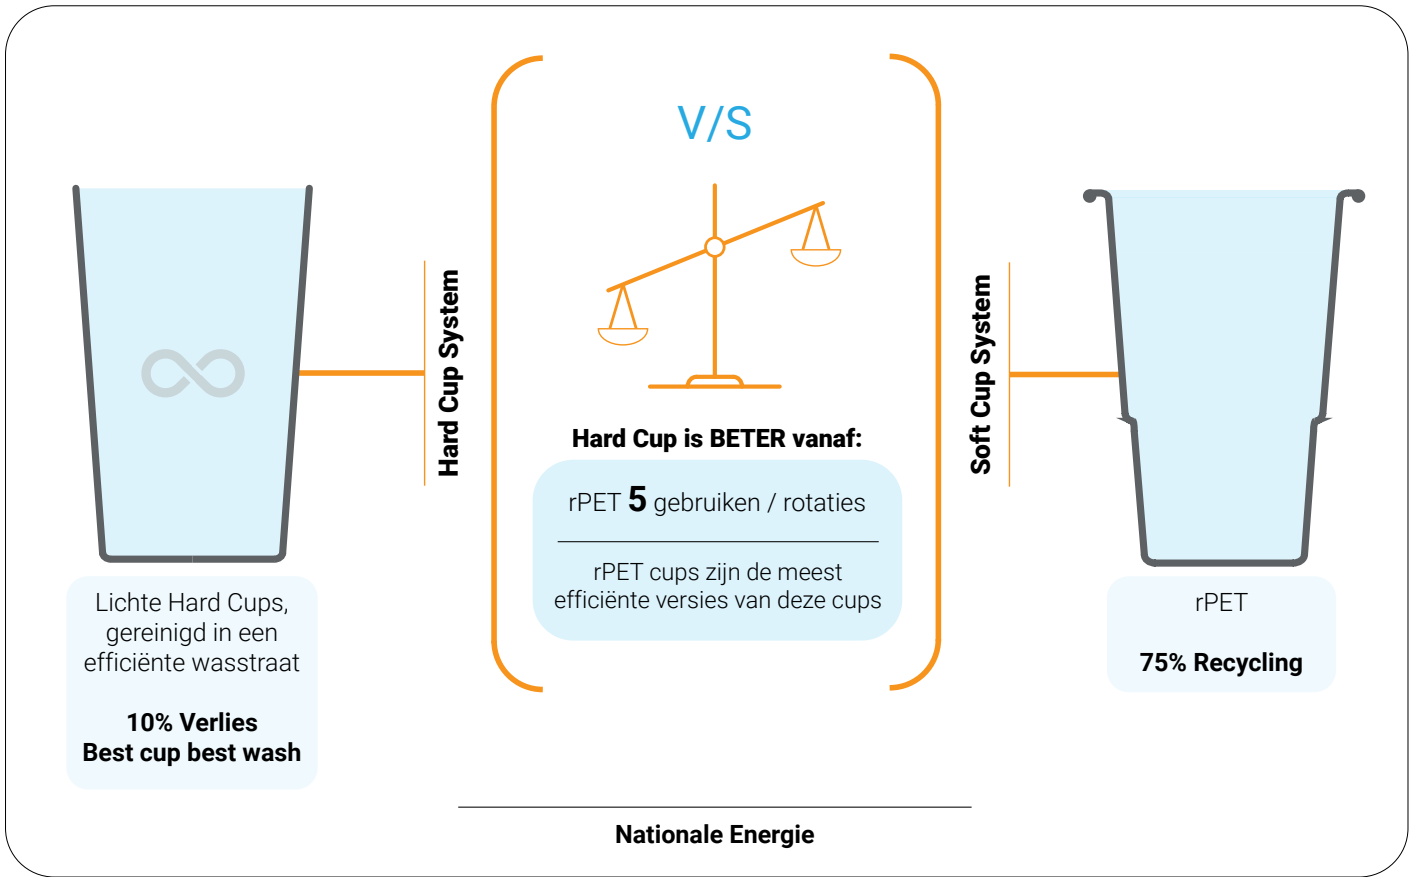 V/S
Hard Cup System
Soft Cup System
Hard Cup is BETER vanaf:
rPET 5 gebruiken / rotaties
rPET cups zijn de meest
efficiënte versies van deze cups
Lichte Hard Cups,
gereinigd in een
efficiënte wasstraat
10% Verlies
Best cup best wash
rPET
75% Recycling
Nationale Energie